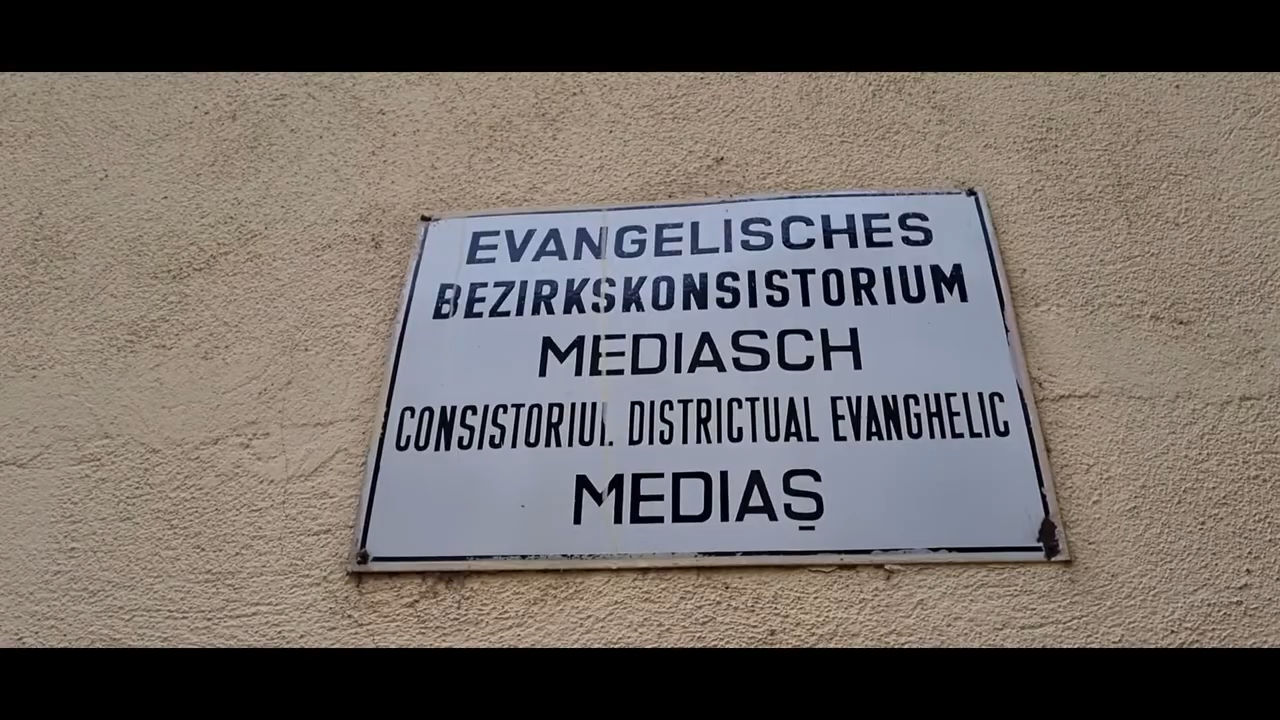 EVANGELISCHES
BEZIRKSKONSISTORIUM
MEDIASCH
CONSISTORIUL DISTRICTUAL EVANGHELIC
MEDIAȘ